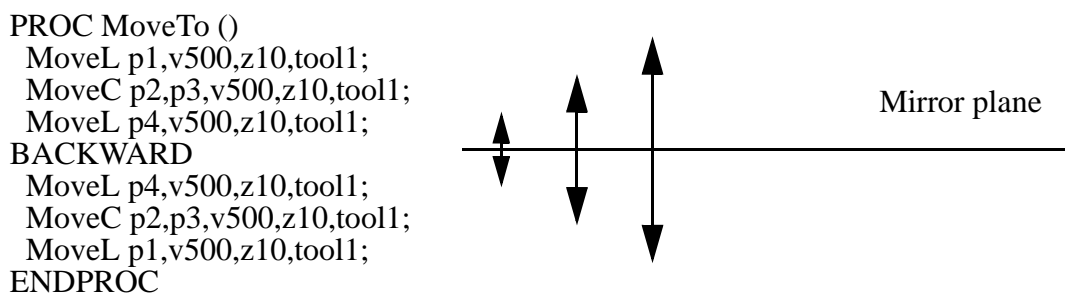 PROC MoveTo ()
MoveL p1,v500,z10,tool1;
MoveC p2,p3,v500,z10,tool1;
MoveL p4,v500,z10,tool1;
BACKWARD
MoveL p4,v500,z10,tool1;
MoveC p2,p3,v500,z10,tool1;
MoveL p1,v500,z10,tool1;
ENDPROC
Mirror plane